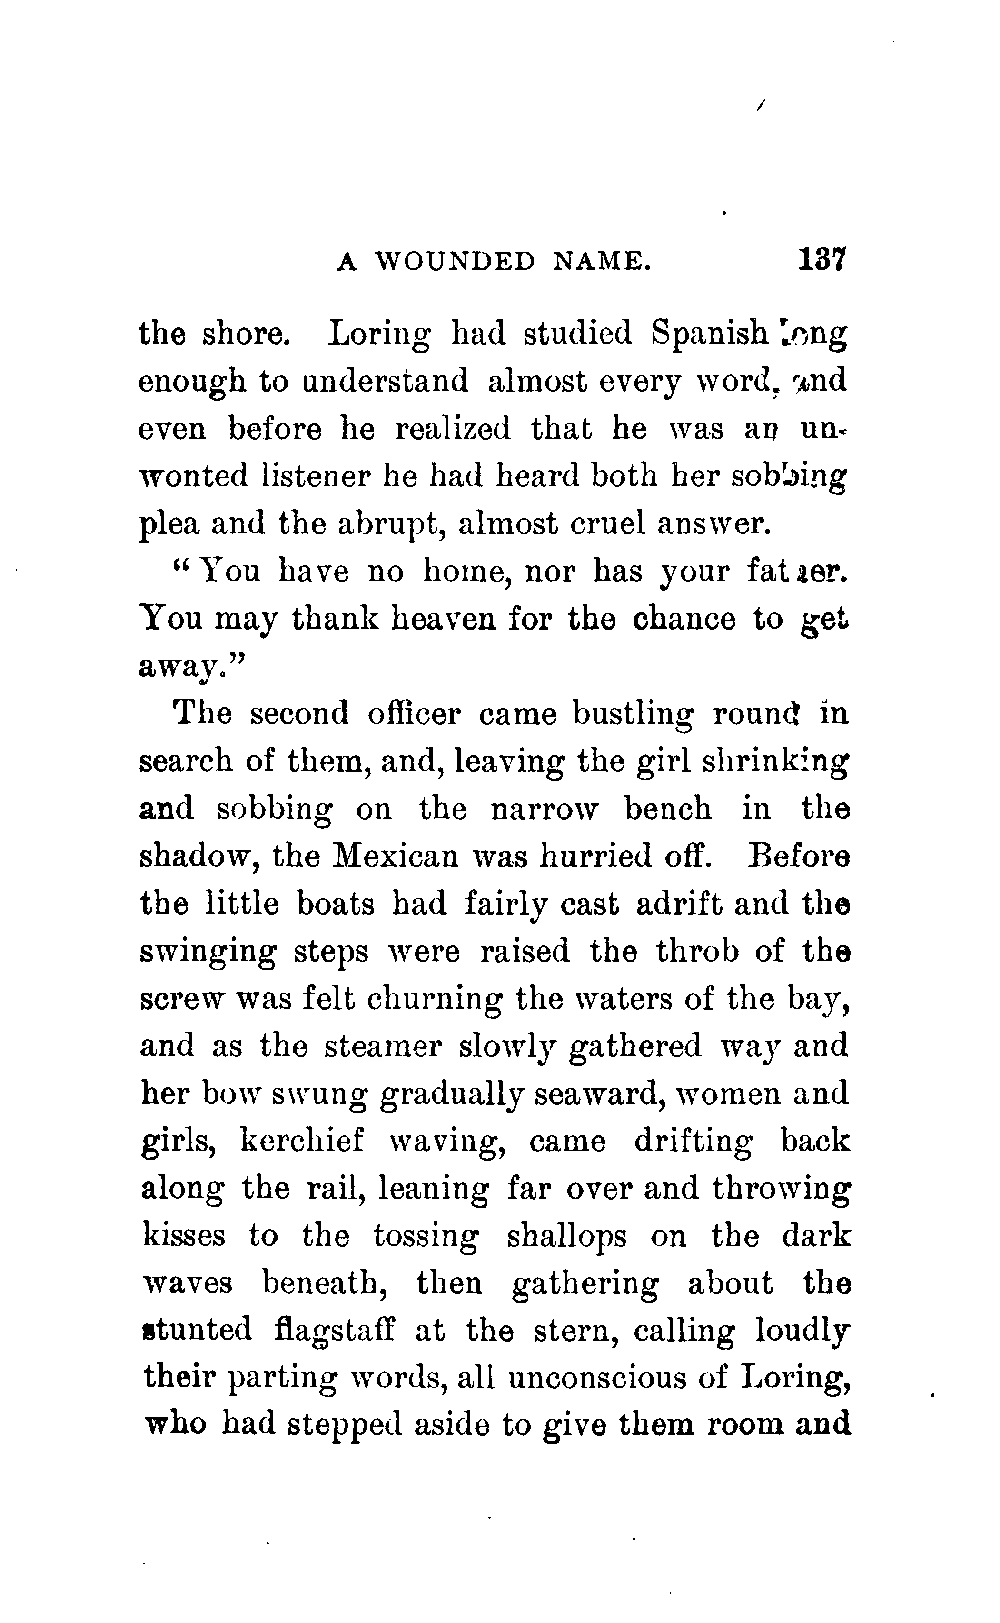 A WOUNDED NAME. 137
the shore. Loring had studied Spanish long
enough to understand almost every word, and
even before he realized that he was an un-
wonted listener he had heard both her sobbing
plea and the abrupt, almost cruel answer.
“ You have no home, nor has your father.
You may thank heaven for the chance to get
away.”
The second officer came bustling round in
search of them, and, leaving the girl shrinking
and sobbing on the narrow bench in the
shadow, the Mexican was hurried off. Before
the little boats had fairly cast adrift and the
swinging steps were raised the throb of the
screw was felt churning the waters of the bay,
and as the steamer slowly gathered way and
her bow swung gradually seaward, women and
girls, kerchief waving, came drifting back
along the rail, leaning far over and throwing
kisses to the tossing shallops on the dark
waves beneath, then gathering about the
stunted flagstaff at the stern, calling loudly
their parting words, all unconscious of Loring,
who had stepped aside to give them room and